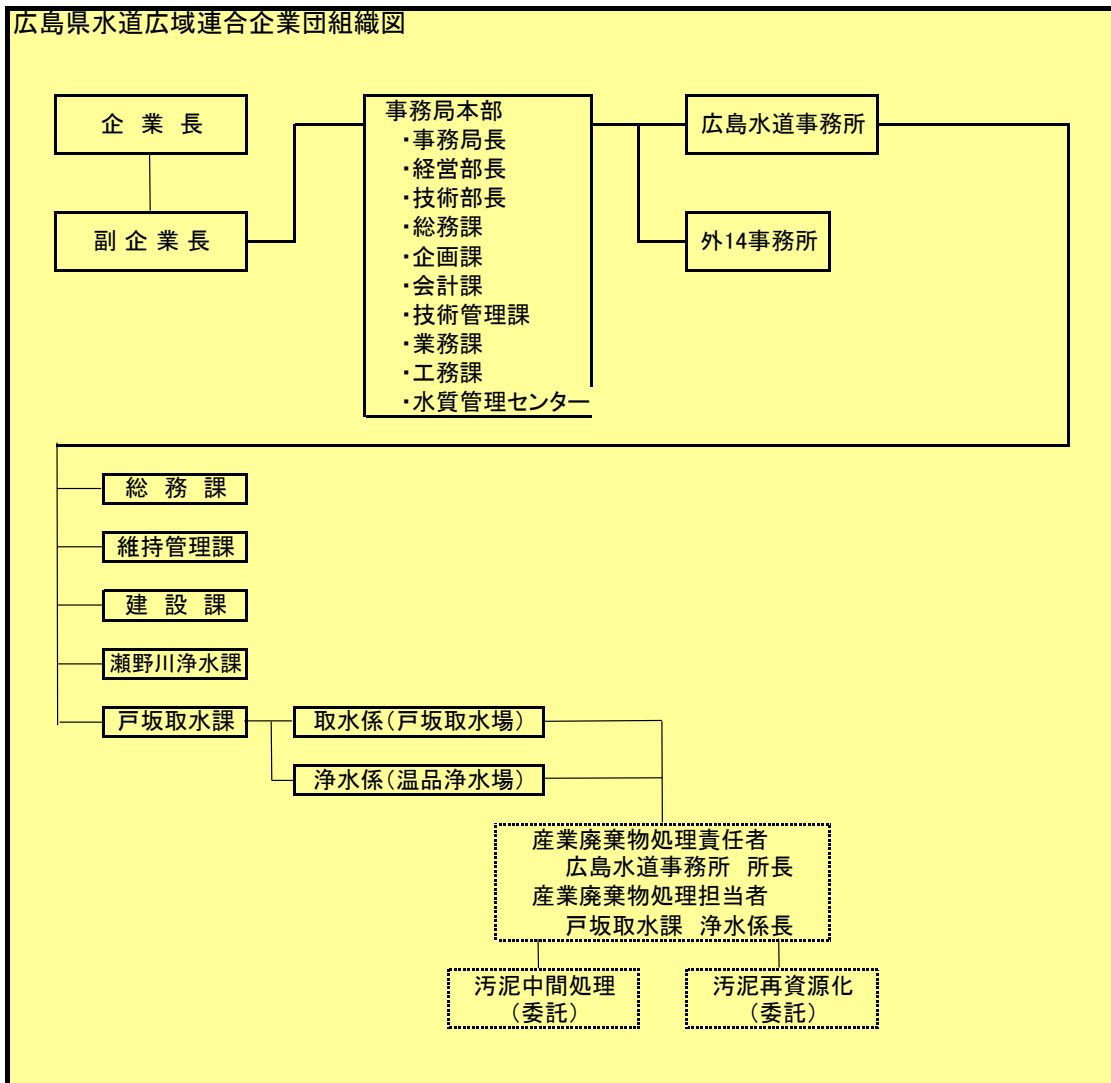 広島県水道広域連合企業団組織図
企 業 長
副 企 業 長
事務局本部
・事務局長
・経営部長
・技術部長
・総務課
・企画課
・会計課
・技術管理課
・業務課
・工務課
・水質管理センター
広島水道事務所
外14事務所
総 務 課
維持管理課
建 設 課
瀬野川浄水課
戸坂取水課
取水係(戸坂取水場)
浄水係(温品浄水場)
産業廃棄物処理責任者
広島水道事務所 所長
産業廃棄物処理担当者
戸坂取水課 浄水係長
汚泥中間処理
(委託)
汚泥再資源化
(委託)